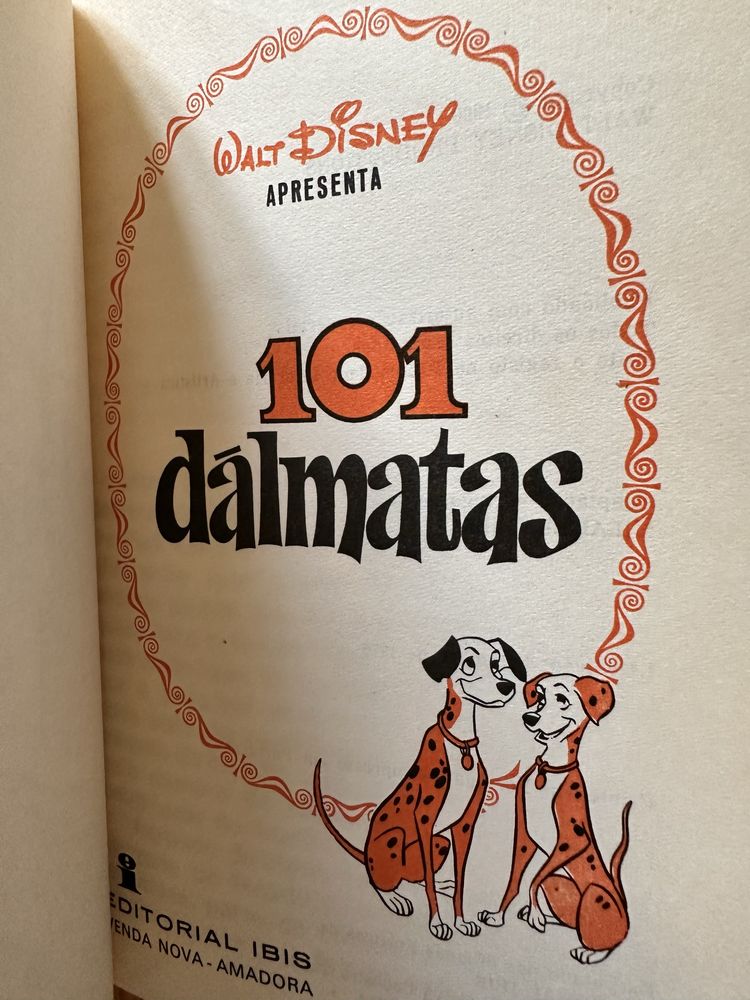 WALT DISNEY
APRESENTA
101
dálmatas
EDITORIAL IBIS
VENDA NOVA - AMADORA